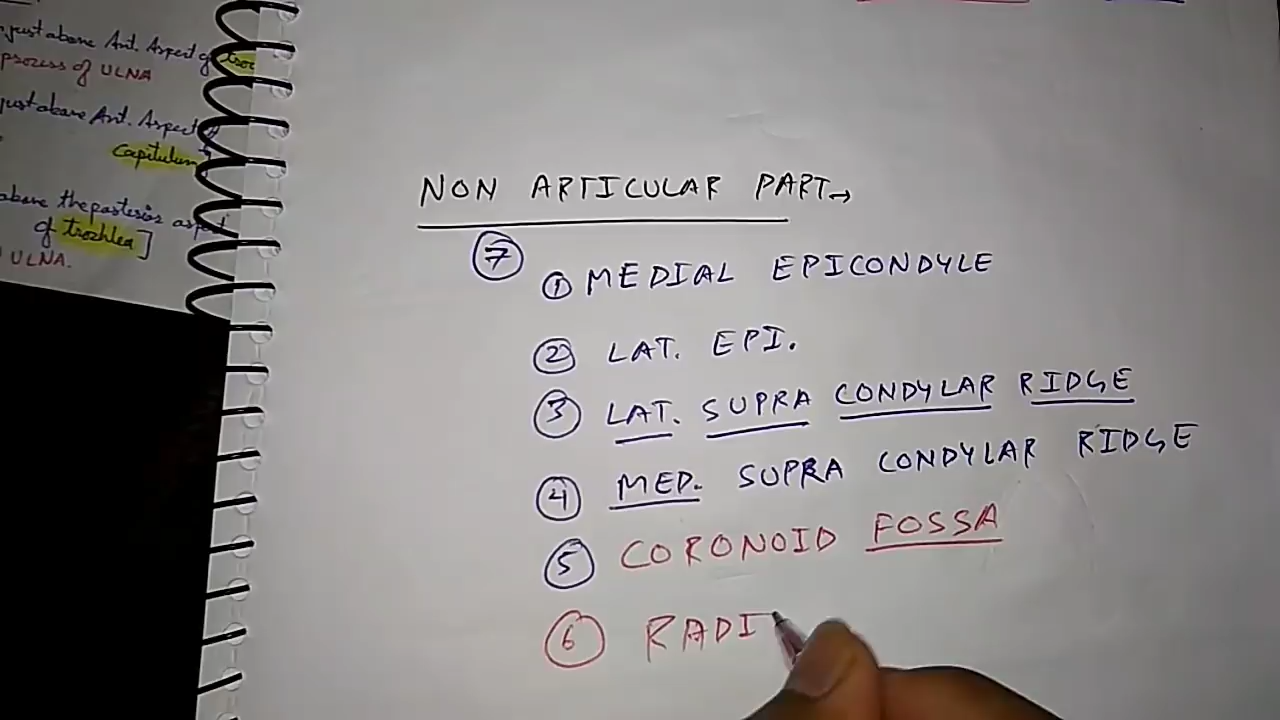 just above Ant. Aspect of
process of ULNA
just above Ant. Aspect of
Capitulum
above the posterior aspect
of trochlea]
ULNA.
NON ARTICULAR PART→
7
1 MEDIAL EPICONDYLE
2 LAT. EPI.
3 LAT. SUPRA CONDYLAR RIDGE
4 MED. SUPRA CONDYLAR RIDGE
5 CORONOID FOSSA
6 RADI